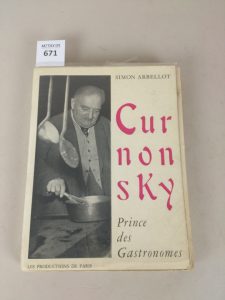 671
SIMON ARBELLOT
Cur
non
sky
Prince
des
Gastronomes
LES PRODUCTIONS DE PARIS